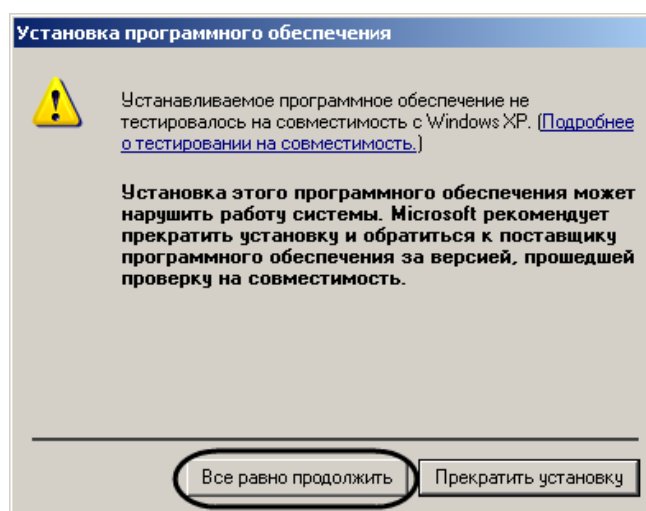 Установка программного обеспечения
Устанавливаемое программное обеспечение не
тестировалось на совместимость с Windows XP. (Подробнее
о тестировании на совместимость.)
Установка этого программного обеспечения может
нарушить работу системы. Microsoft рекомендует
прекратить установку и обратиться к поставщику
программного обеспечения за версией, прошедшей
проверку на совместимость.
Все равно продолжить
Прекратить установку